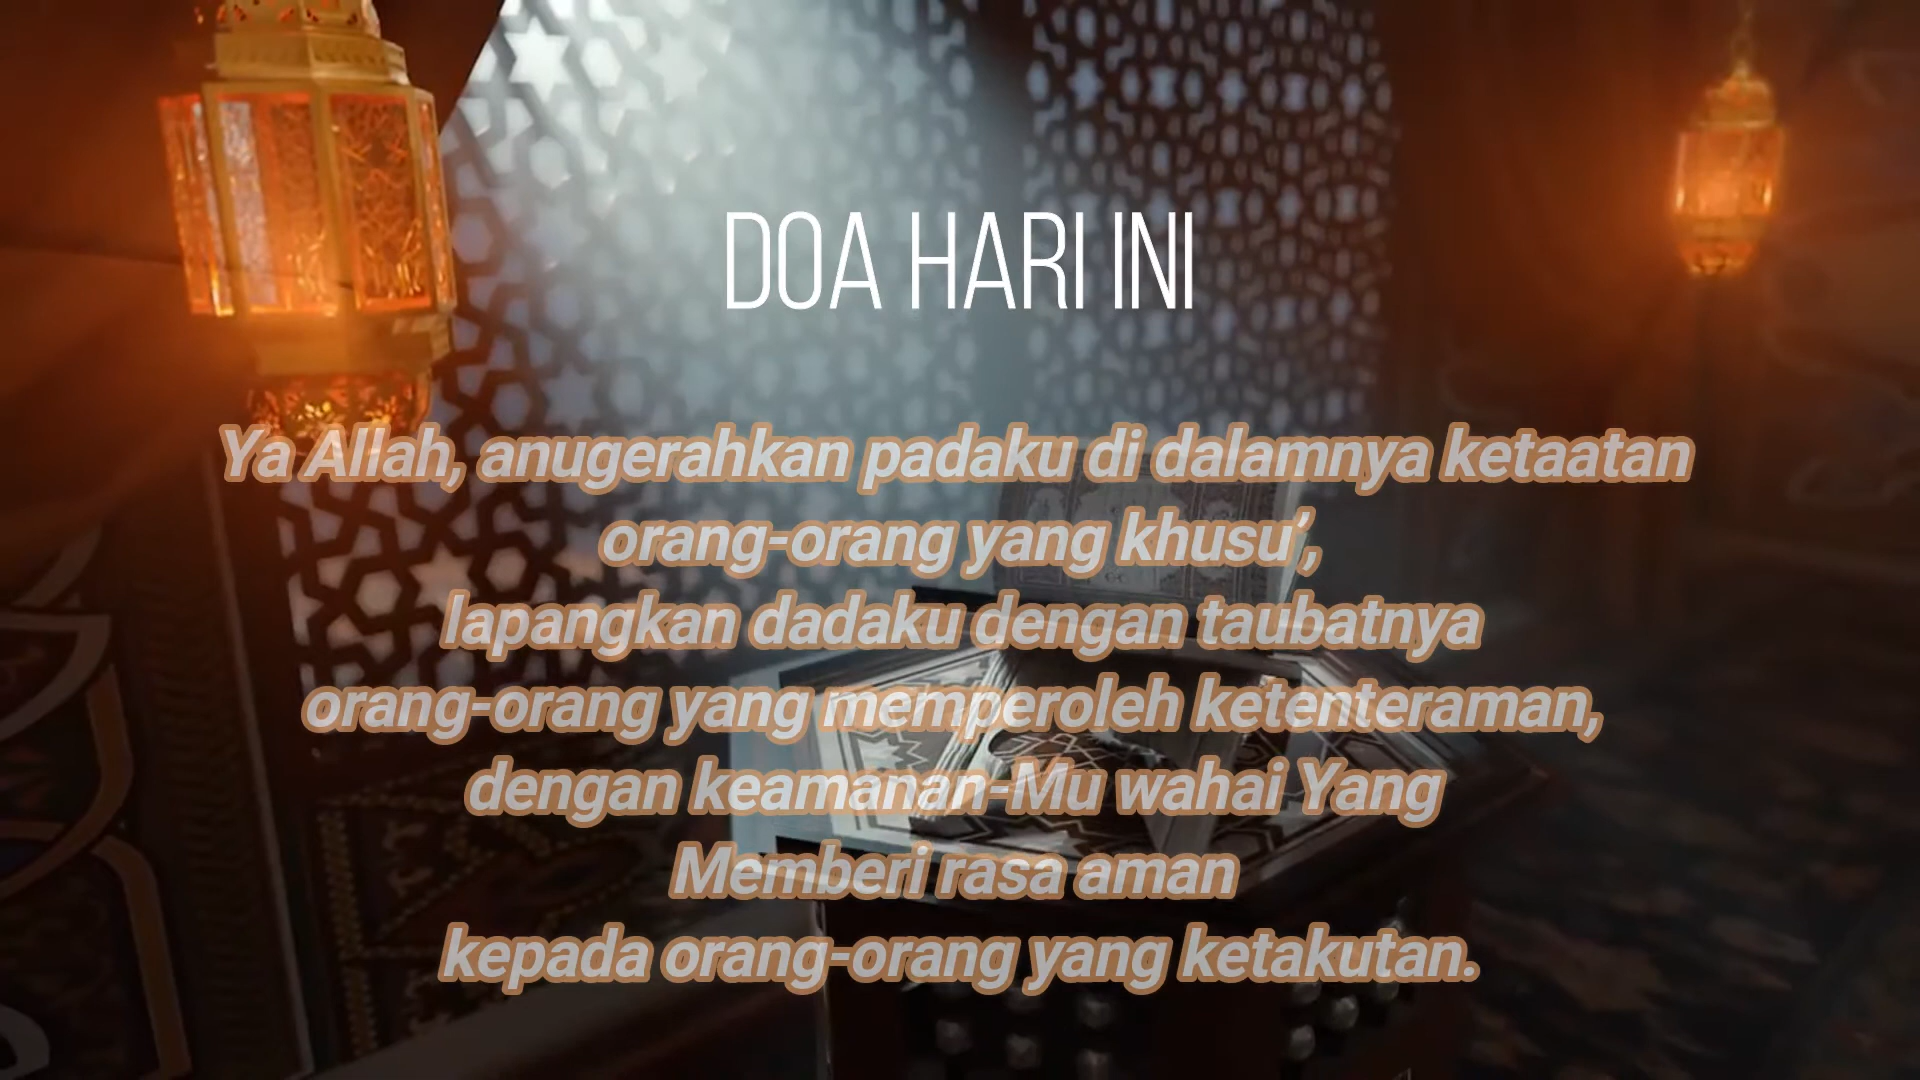 DOA HARI INI
Ya Allah, anugerahkan padaku di dalamnya ketaatan
orang-orang yang khusu’,
lapangkan dadaku dengan taubatnya
orang-orang yang memperoleh ketenteraman,
dengan keamanan-Mu wahai Yang
Memberi rasa aman
kepada orang-orang yang ketakutan.